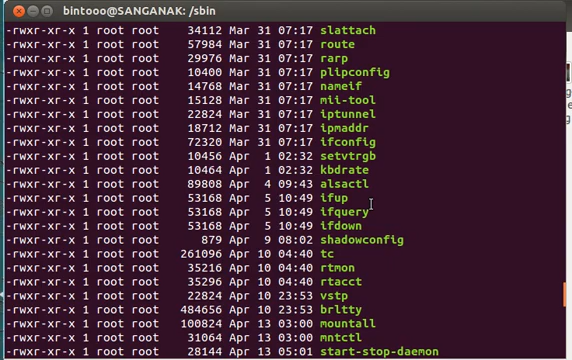 bintooo@SANGANAK: /sbin
-rwxr-xr-x 1 root root 34112 Mar 31 07:17 slattach
-rwxr-xr-x 1 root root 57984 Mar 31 07:17 route
-rwxr-xr-x 1 root root 29976 Mar 31 07:17 rarp
-rwxr-xr-x 1 root root 10400 Mar 31 07:17 plipconfig
-rwxr-xr-x 1 root root 14768 Mar 31 07:17 nameif
-rwxr-xr-x 1 root root 15128 Mar 31 07:17 mii-tool
-rwxr-xr-x 1 root root 22824 Mar 31 07:17 iptunnel
-rwxr-xr-x 1 root root 18712 Mar 31 07:17 ipmaddr
-rwxr-xr-x 1 root root 72320 Mar 31 07:17 ifconfig
-rwxr-xr-x 1 root root 10456 Apr 1 02:32 setvtrgb
-rwxr-xr-x 1 root root 10464 Apr 1 02:32 kbdrate
-rwxr-xr-x 1 root root 89808 Apr 4 09:43 alsactl
-rwxr-xr-x 1 root root 53168 Apr 5 10:49 ifup
-rwxr-xr-x 1 root root 53168 Apr 5 10:49 ifquery
-rwxr-xr-x 1 root root 53168 Apr 5 10:49 ifdown
-rwxr-xr-x 1 root root 879 Apr 9 08:02 shadowconfig
-rwxr-xr-x 1 root root 261096 Apr 10 04:40 tc
-rwxr-xr-x 1 root root 35216 Apr 10 04:40 rtmon
-rwxr-xr-x 1 root root 35296 Apr 10 04:40 rtacct
-rwxr-xr-x 1 root root 22824 Apr 10 23:53 vstp
-rwxr-xr-x 1 root root 484656 Apr 10 23:53 brltty
-rwxr-xr-x 1 root root 100824 Apr 13 03:00 mountall
-rwxr-xr-x 1 root root 31064 Apr 13 03:00 mntctl
-rwxr-xr-x 1 root root 28144 Apr 13 05:01 start-stop-daemon